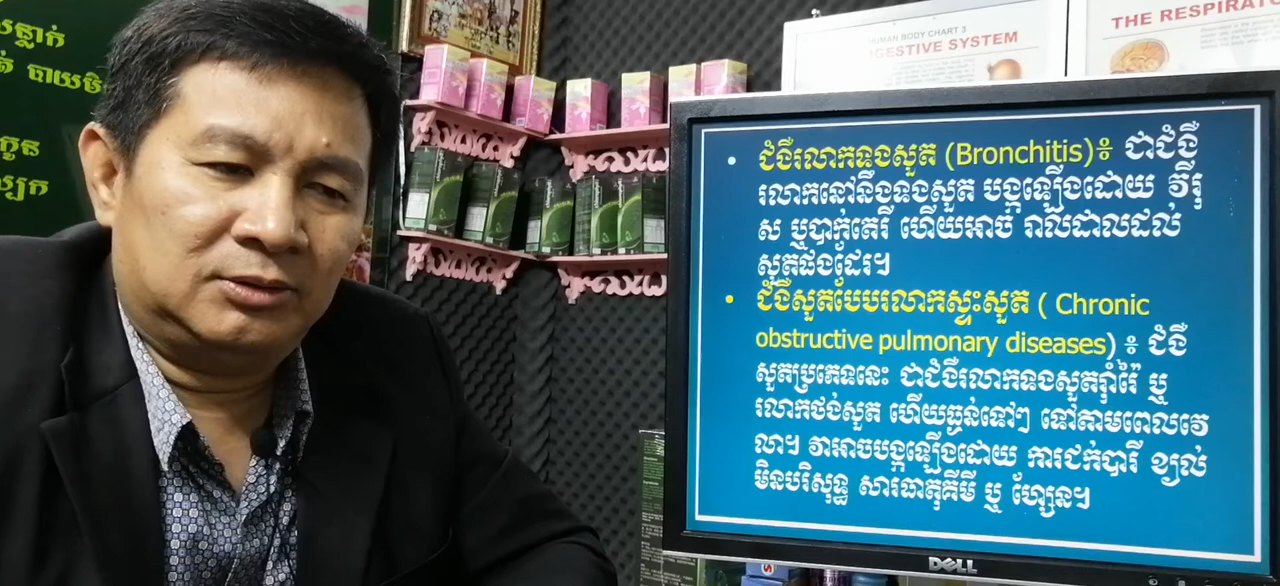 HUMAN BODY CHART 3
DIGESTIVE SYSTEM
THE RESPIRATO
• ជំងឺរលាកទងសួត (Bronchitis)៖ ជាជំងឺ
រលាកនៅនឹងទងសួត បង្កឡើងដោយ វីរុ
ស ឬបាក់តេរី ហើយអាច រាលដាលដល់
សួតផងដែរ។
• ជំងឺសួតបែបរលាកស្ទះសួត ( Chronic
obstructive pulmonary diseases) ៖ ជំងឺ
សួតប្រភេទនេះ ជាជំងឺរលាកទងសួតរ៉ាំរ៉ៃ ឬ
រលាកថង់សួត ហើយធ្ងន់ទៅៗ ទៅតាមពេលវេ
លា។ វាអាចបង្កឡើងដោយ ការជក់បារី ខ្យល់
មិនបរិសុទ្ធ សារធាតុគីមី ឬ ហ្សែន។
DELL